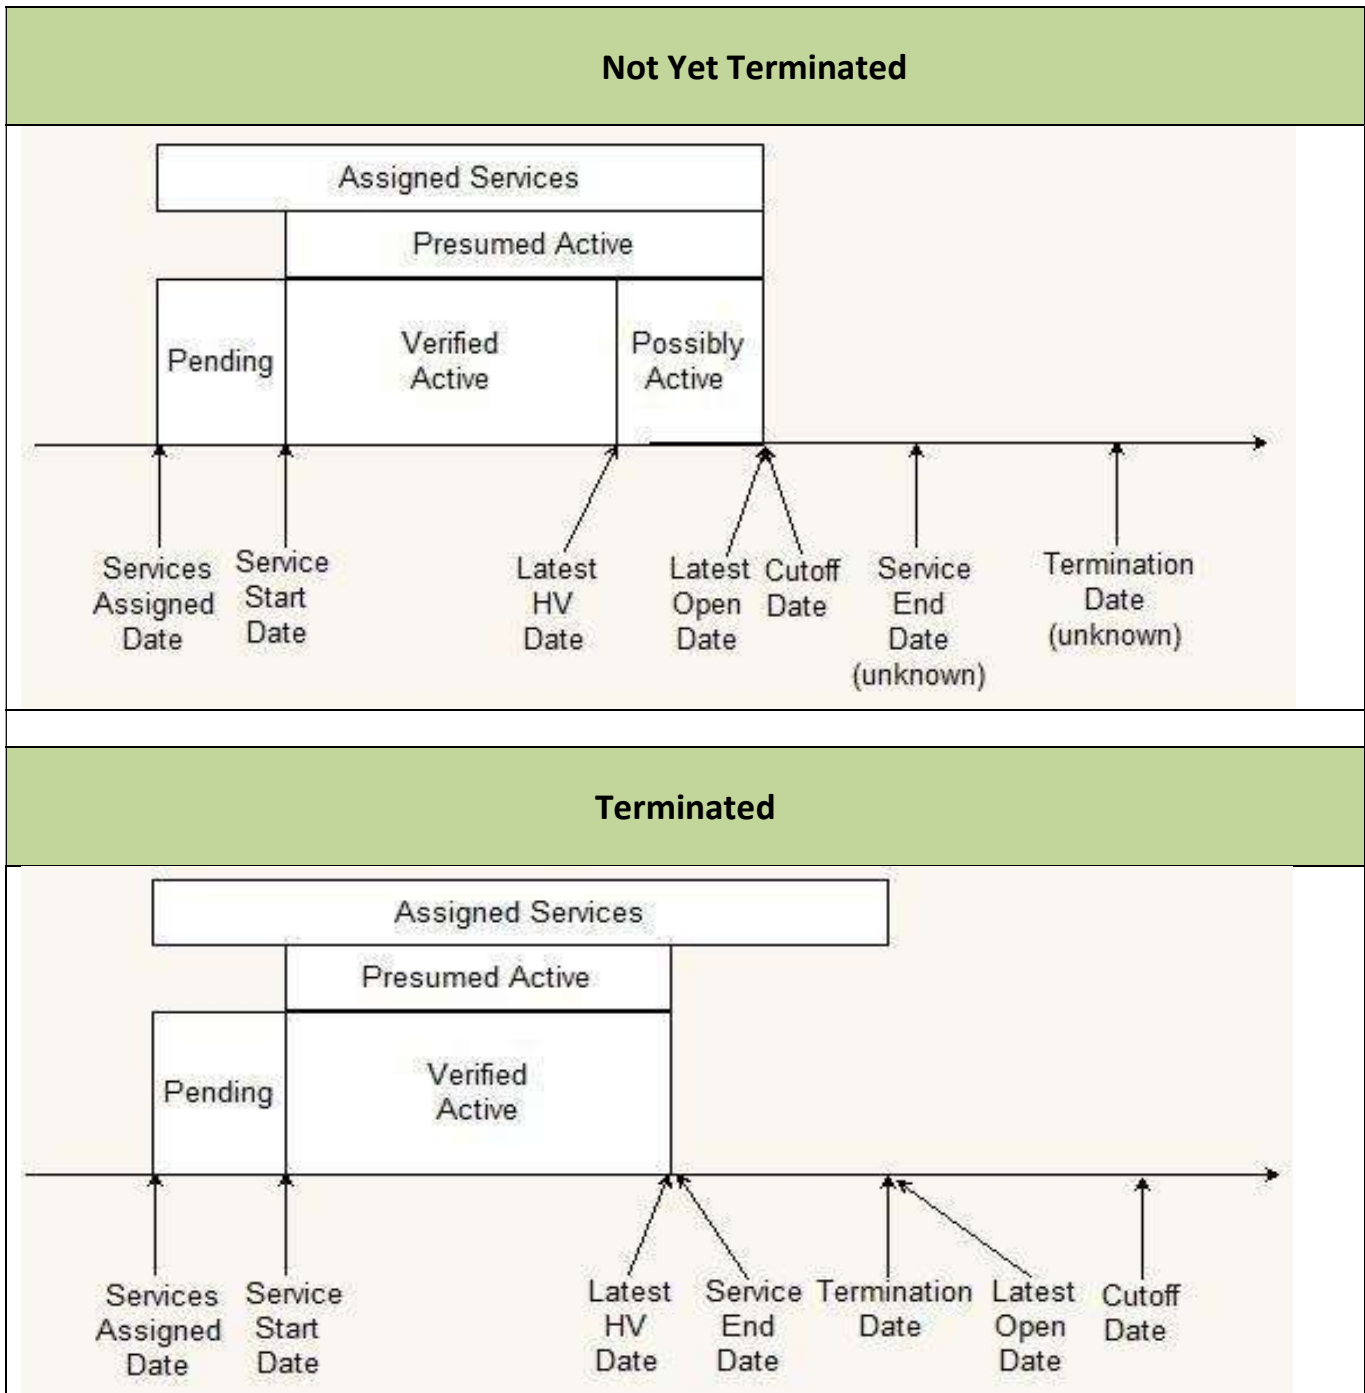 Not Yet Terminated
Assigned Services
Presumed Active
Pending
Verified
Active
Possibly
Active
Services
Assigned
Date
Service
Start
Date
Latest
HV
Date
Latest
Open
Date
Cutoff
Date
Service
End
Date
(unknown)
Termination
Date
(unknown)
Terminated
Assigned Services
Presumed Active
Pending
Verified
Active
Services
Assigned
Date
Service
Start
Date
Latest
HV
Date
Service
End
Date
Termination
Date
Latest
Open
Date
Cutoff
Date